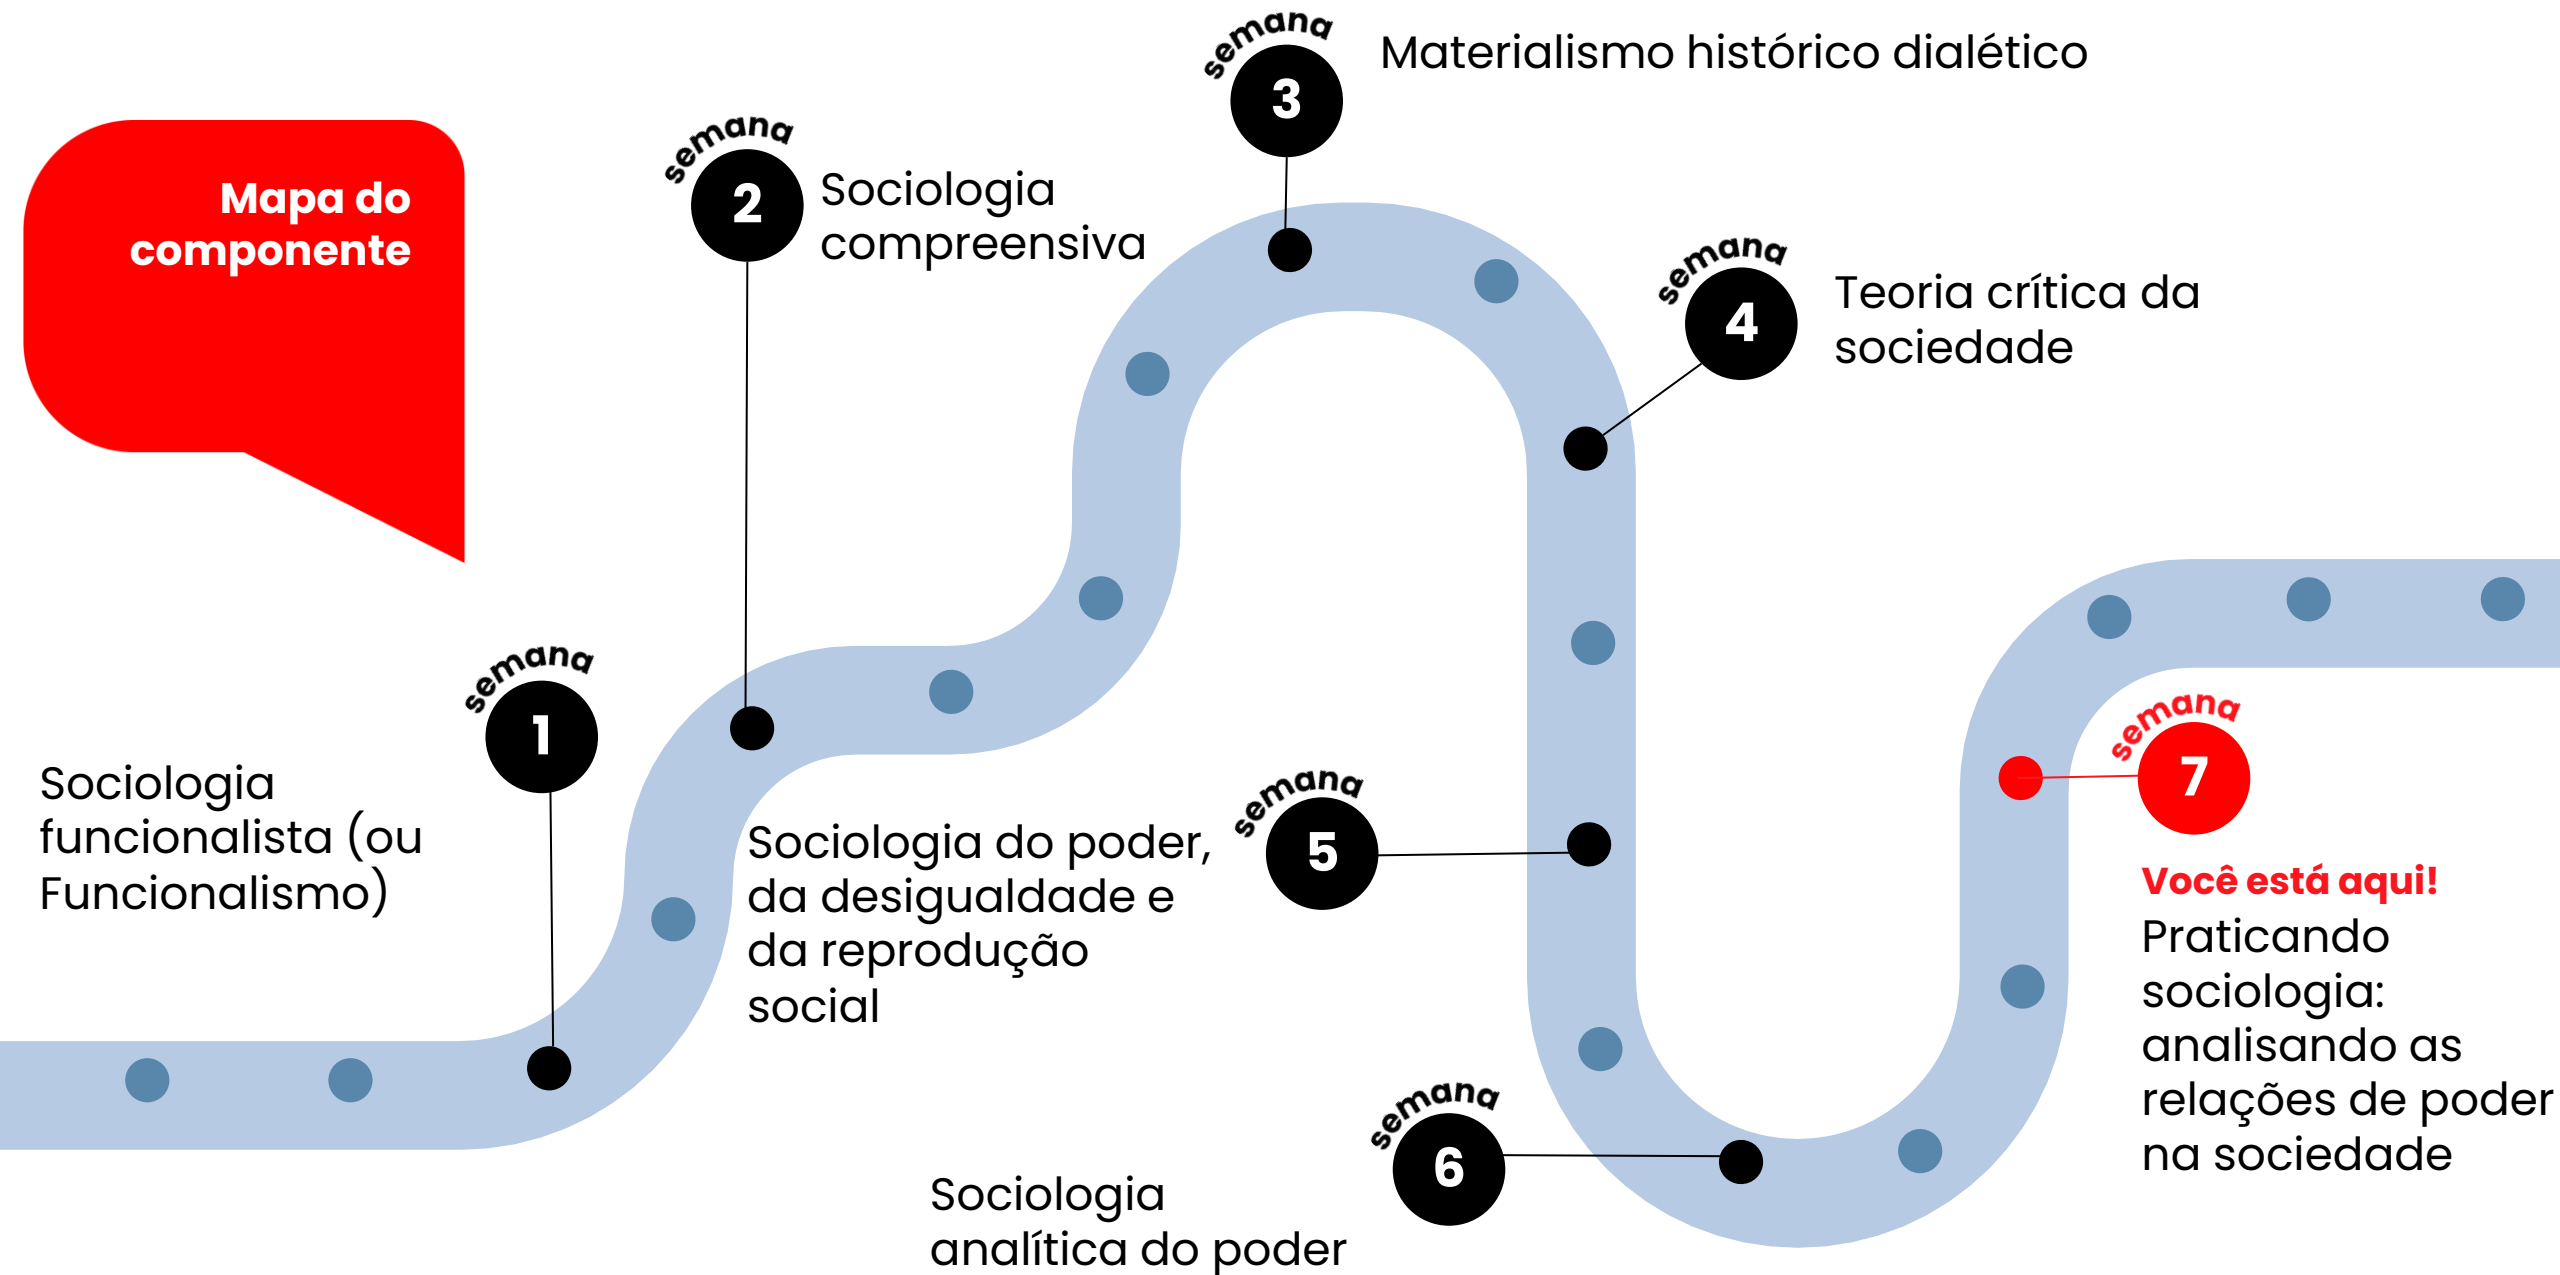 Mapa do
componente
semana
1
Sociologia
funcionalista (ou
Funcionalismo)
semana
2
Sociologia
compreensiva
semana
3
Materialismo histórico dialético
semana
4
Teoria crítica da
sociedade
semana
5
Sociologia do poder,
da desigualdade e
da reprodução
social
semana
6
Sociologia
analítica do poder
semana
7
Você está aqui!
Praticando
sociologia:
analisando as
relações de poder
na sociedade